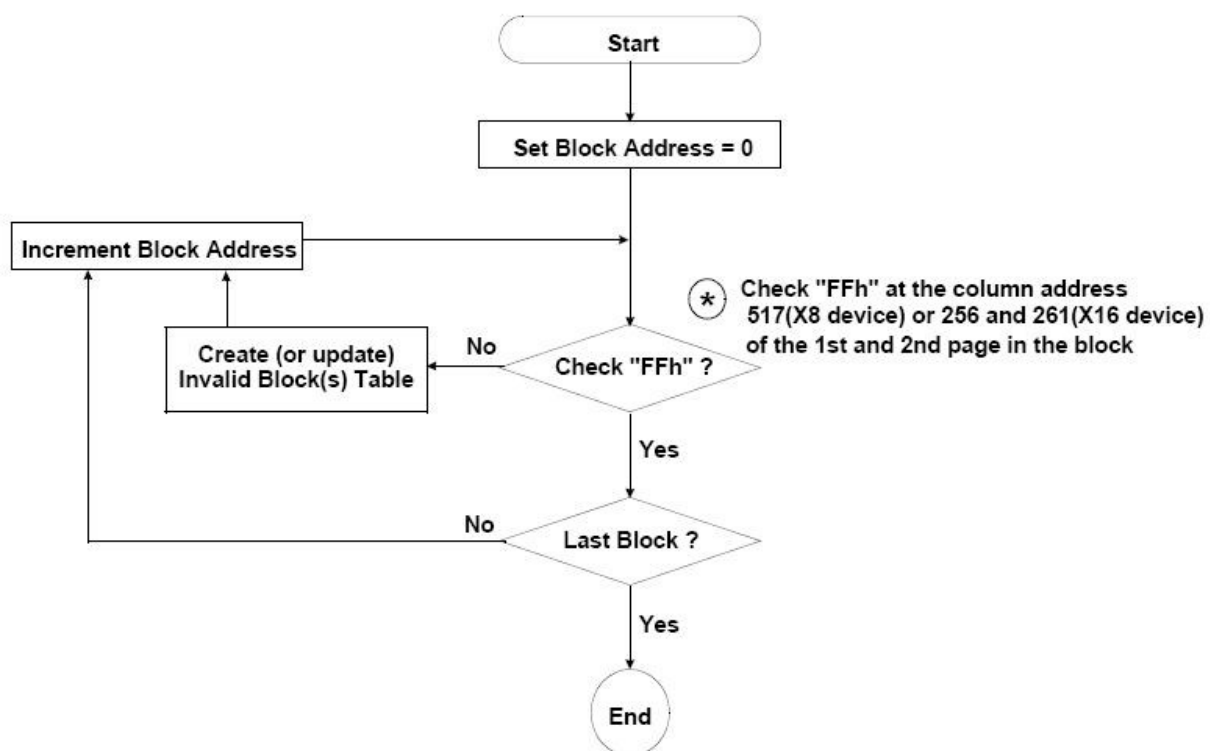 Start
Set Block Address = 0
Increment Block Address
* Check "FFh" at the column address
517(X8 device) or 256 and 261(X16 device)
of the 1st and 2nd page in the block
Create (or update)
Invalid Block(s) Table
No
Check "FFh" ?
Yes
No
Last Block ?
Yes
End